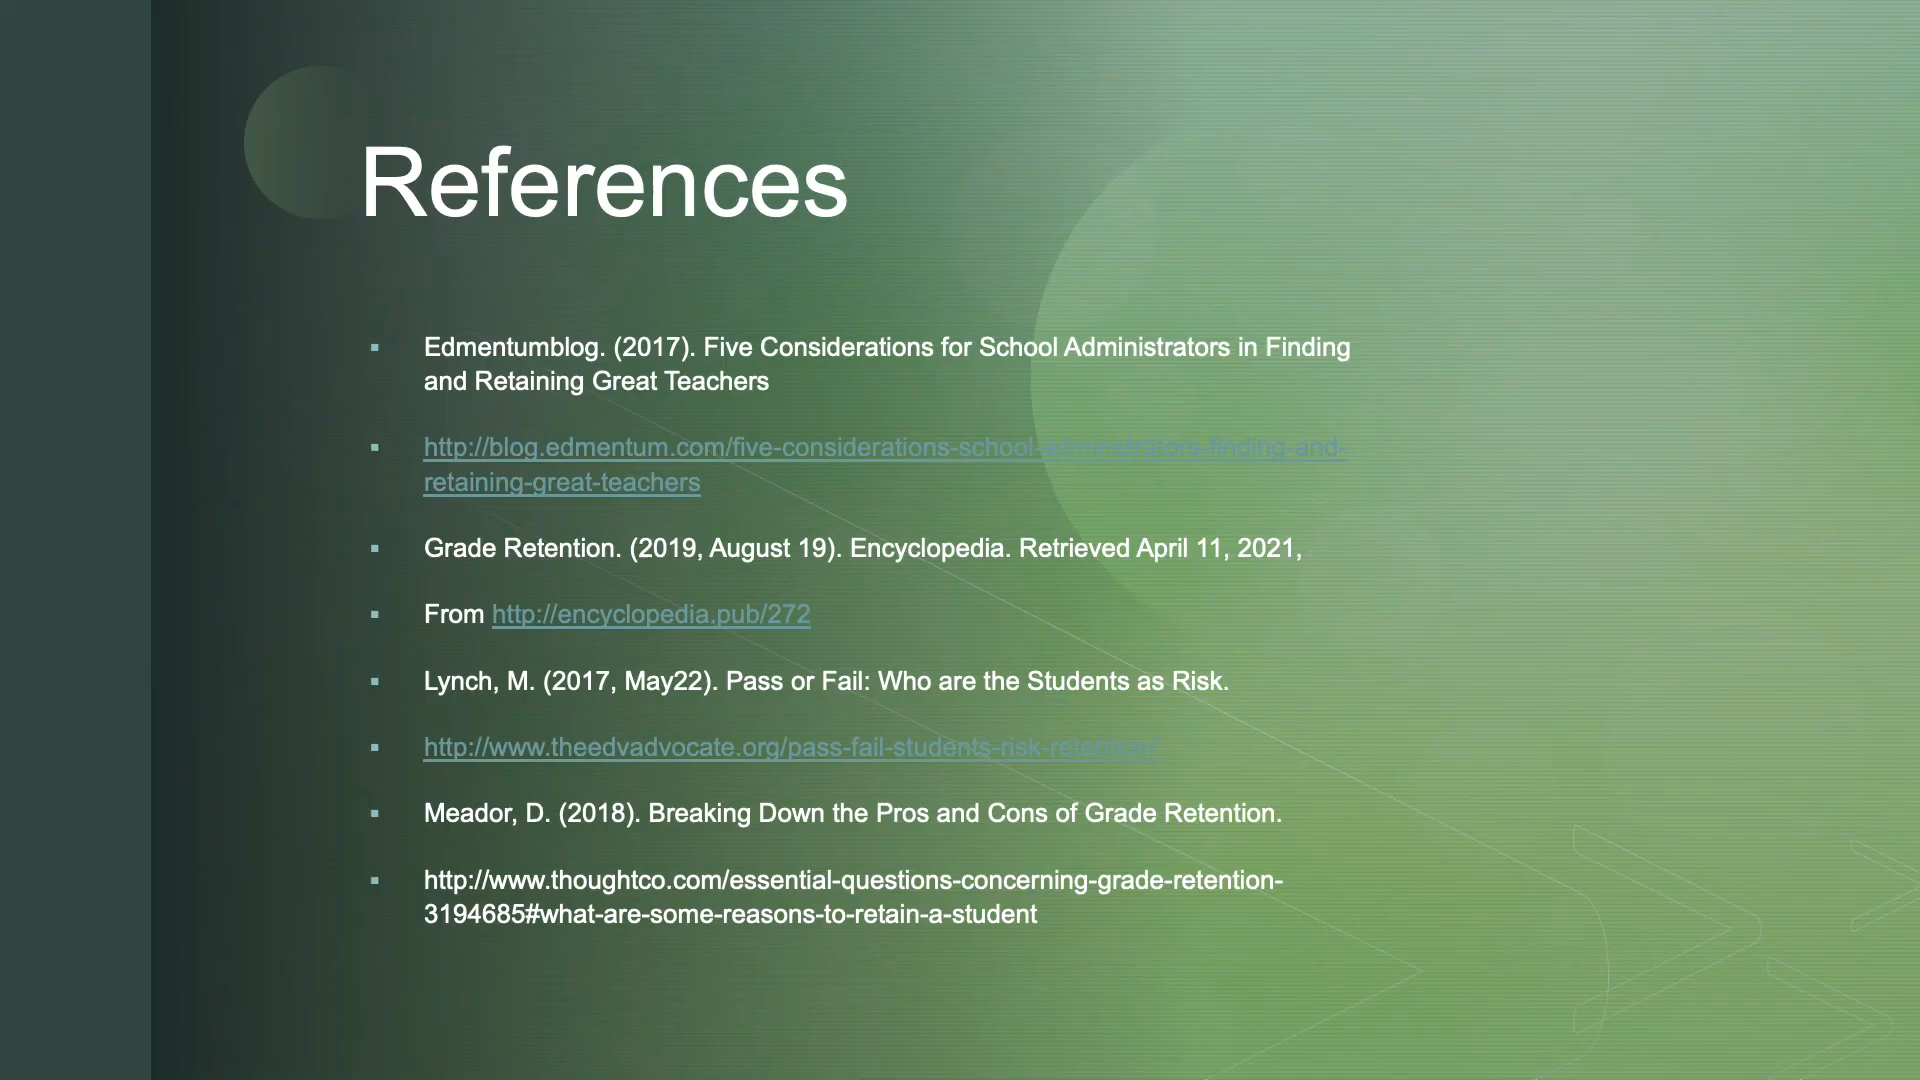 References
▪ Edmentumblog. (2017). Five Considerations for School Administrators in Finding
and Retaining Great Teachers
▪ http://blog.edmentum.com/five-considerations-school-adminstrators-finding-and-
retaining-great-teachers
▪ Grade Retention. (2019, August 19). Encyclopedia. Retrieved April 11, 2021,
▪ From http://encyclopedia.pub/272
▪ Lynch, M. (2017, May22). Pass or Fail: Who are the Students as Risk.
▪ http://www.theedvadvocate.org/pass-fail-students-risk-retention/
▪ Meador, D. (2018). Breaking Down the Pros and Cons of Grade Retention.
▪ http://www.thoughtco.com/essential-questions-concerning-grade-retention-
3194685#what-are-some-reasons-to-retain-a-student